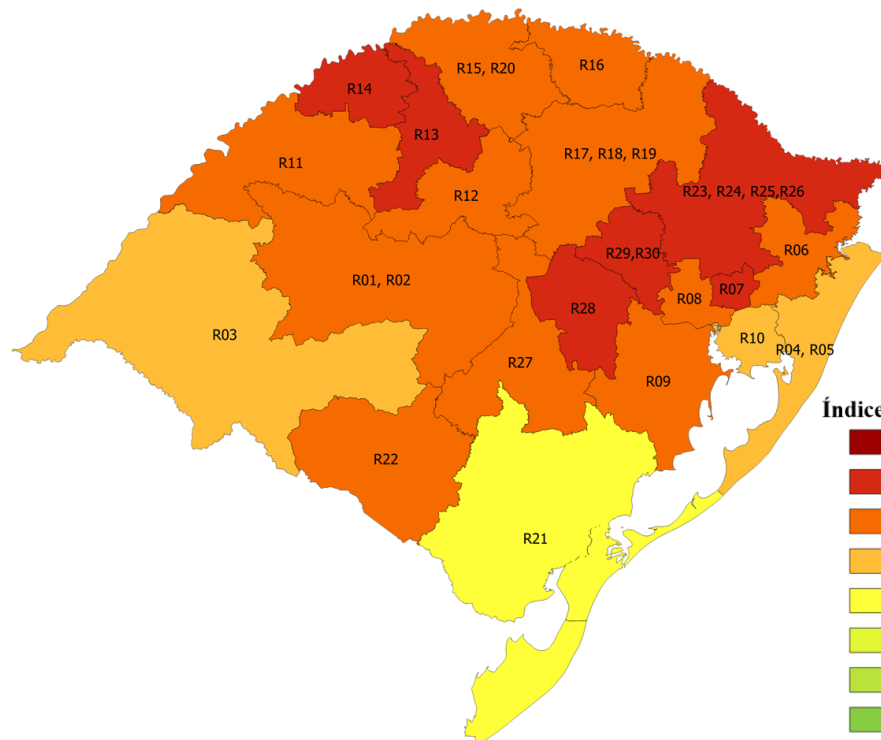 R15, R20
R16
R14
R13
R11
R17, R18, R19
R12
R23, R24, R25,R26
R06
R29,R30
R01, R02
R07
R08
R28
R03
R10
R04, R05
R27
R09
Índice
R22
R21